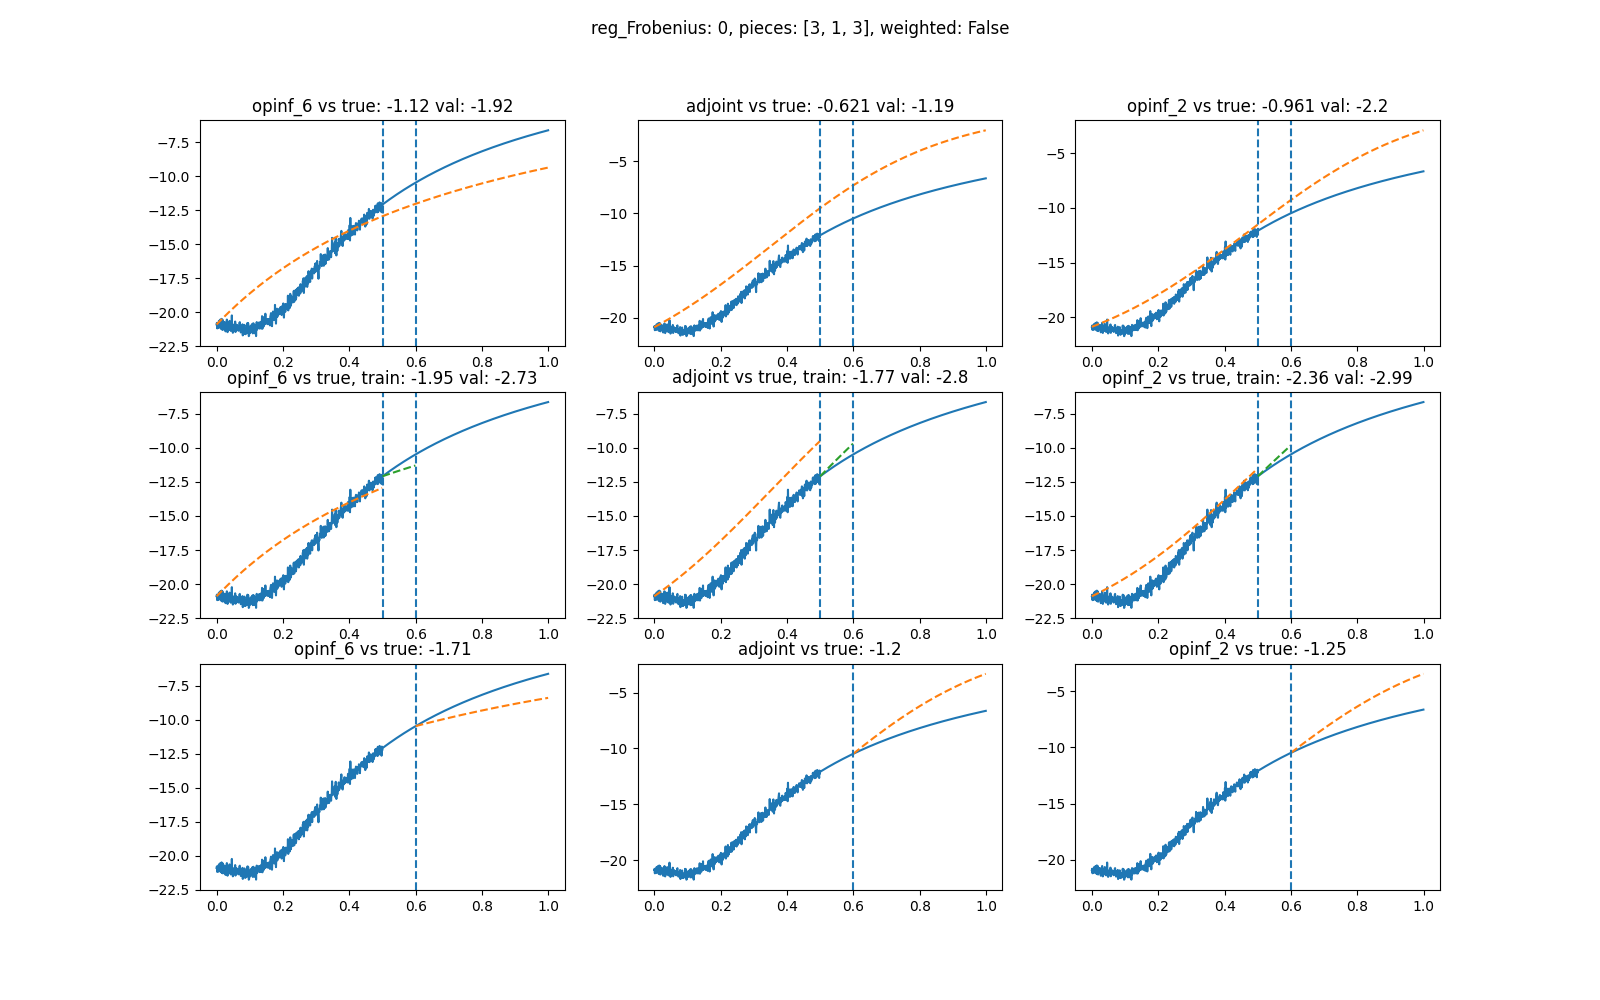 reg_Frobenius: 0, pieces: [3, 1, 3], weighted: False
opinf_6 vs true: -1.12 val: -1.92
−7.5
−10.0
−12.5
−15.0
−17.5
−20.0
−22.5
0.0 0.2 0.4 0.6 0.8 1.0
adjoint vs true: -0.621 val: -1.19
−5
−10
−15
−20
0.0 0.2 0.4 0.6 0.8 1.0
opinf_2 vs true: -0.961 val: -2.2
−5
−10
−15
−20
0.0 0.2 0.4 0.6 0.8 1.0
opinf_6 vs true, train: -1.95 val: -2.73
−7.5
−10.0
−12.5
−15.0
−17.5
−20.0
−22.5
0.0 0.2 0.4 0.6 0.8 1.0
adjoint vs true, train: -1.77 val: -2.8
−7.5
−10.0
−12.5
−15.0
−17.5
−20.0
−22.5
0.0 0.2 0.4 0.6 0.8 1.0
opinf_2 vs true, train: -2.36 val: -2.99
−7.5
−10.0
−12.5
−15.0
−17.5
−20.0
−22.5
0.0 0.2 0.4 0.6 0.8 1.0
opinf_6 vs true: -1.71
−7.5
−10.0
−12.5
−15.0
−17.5
−20.0
−22.5
0.0 0.2 0.4 0.6 0.8 1.0
adjoint vs true: -1.2
−5
−10
−15
−20
0.0 0.2 0.4 0.6 0.8 1.0
opinf_2 vs true: -1.25
−5
−10
−15
−20
0.0 0.2 0.4 0.6 0.8 1.0